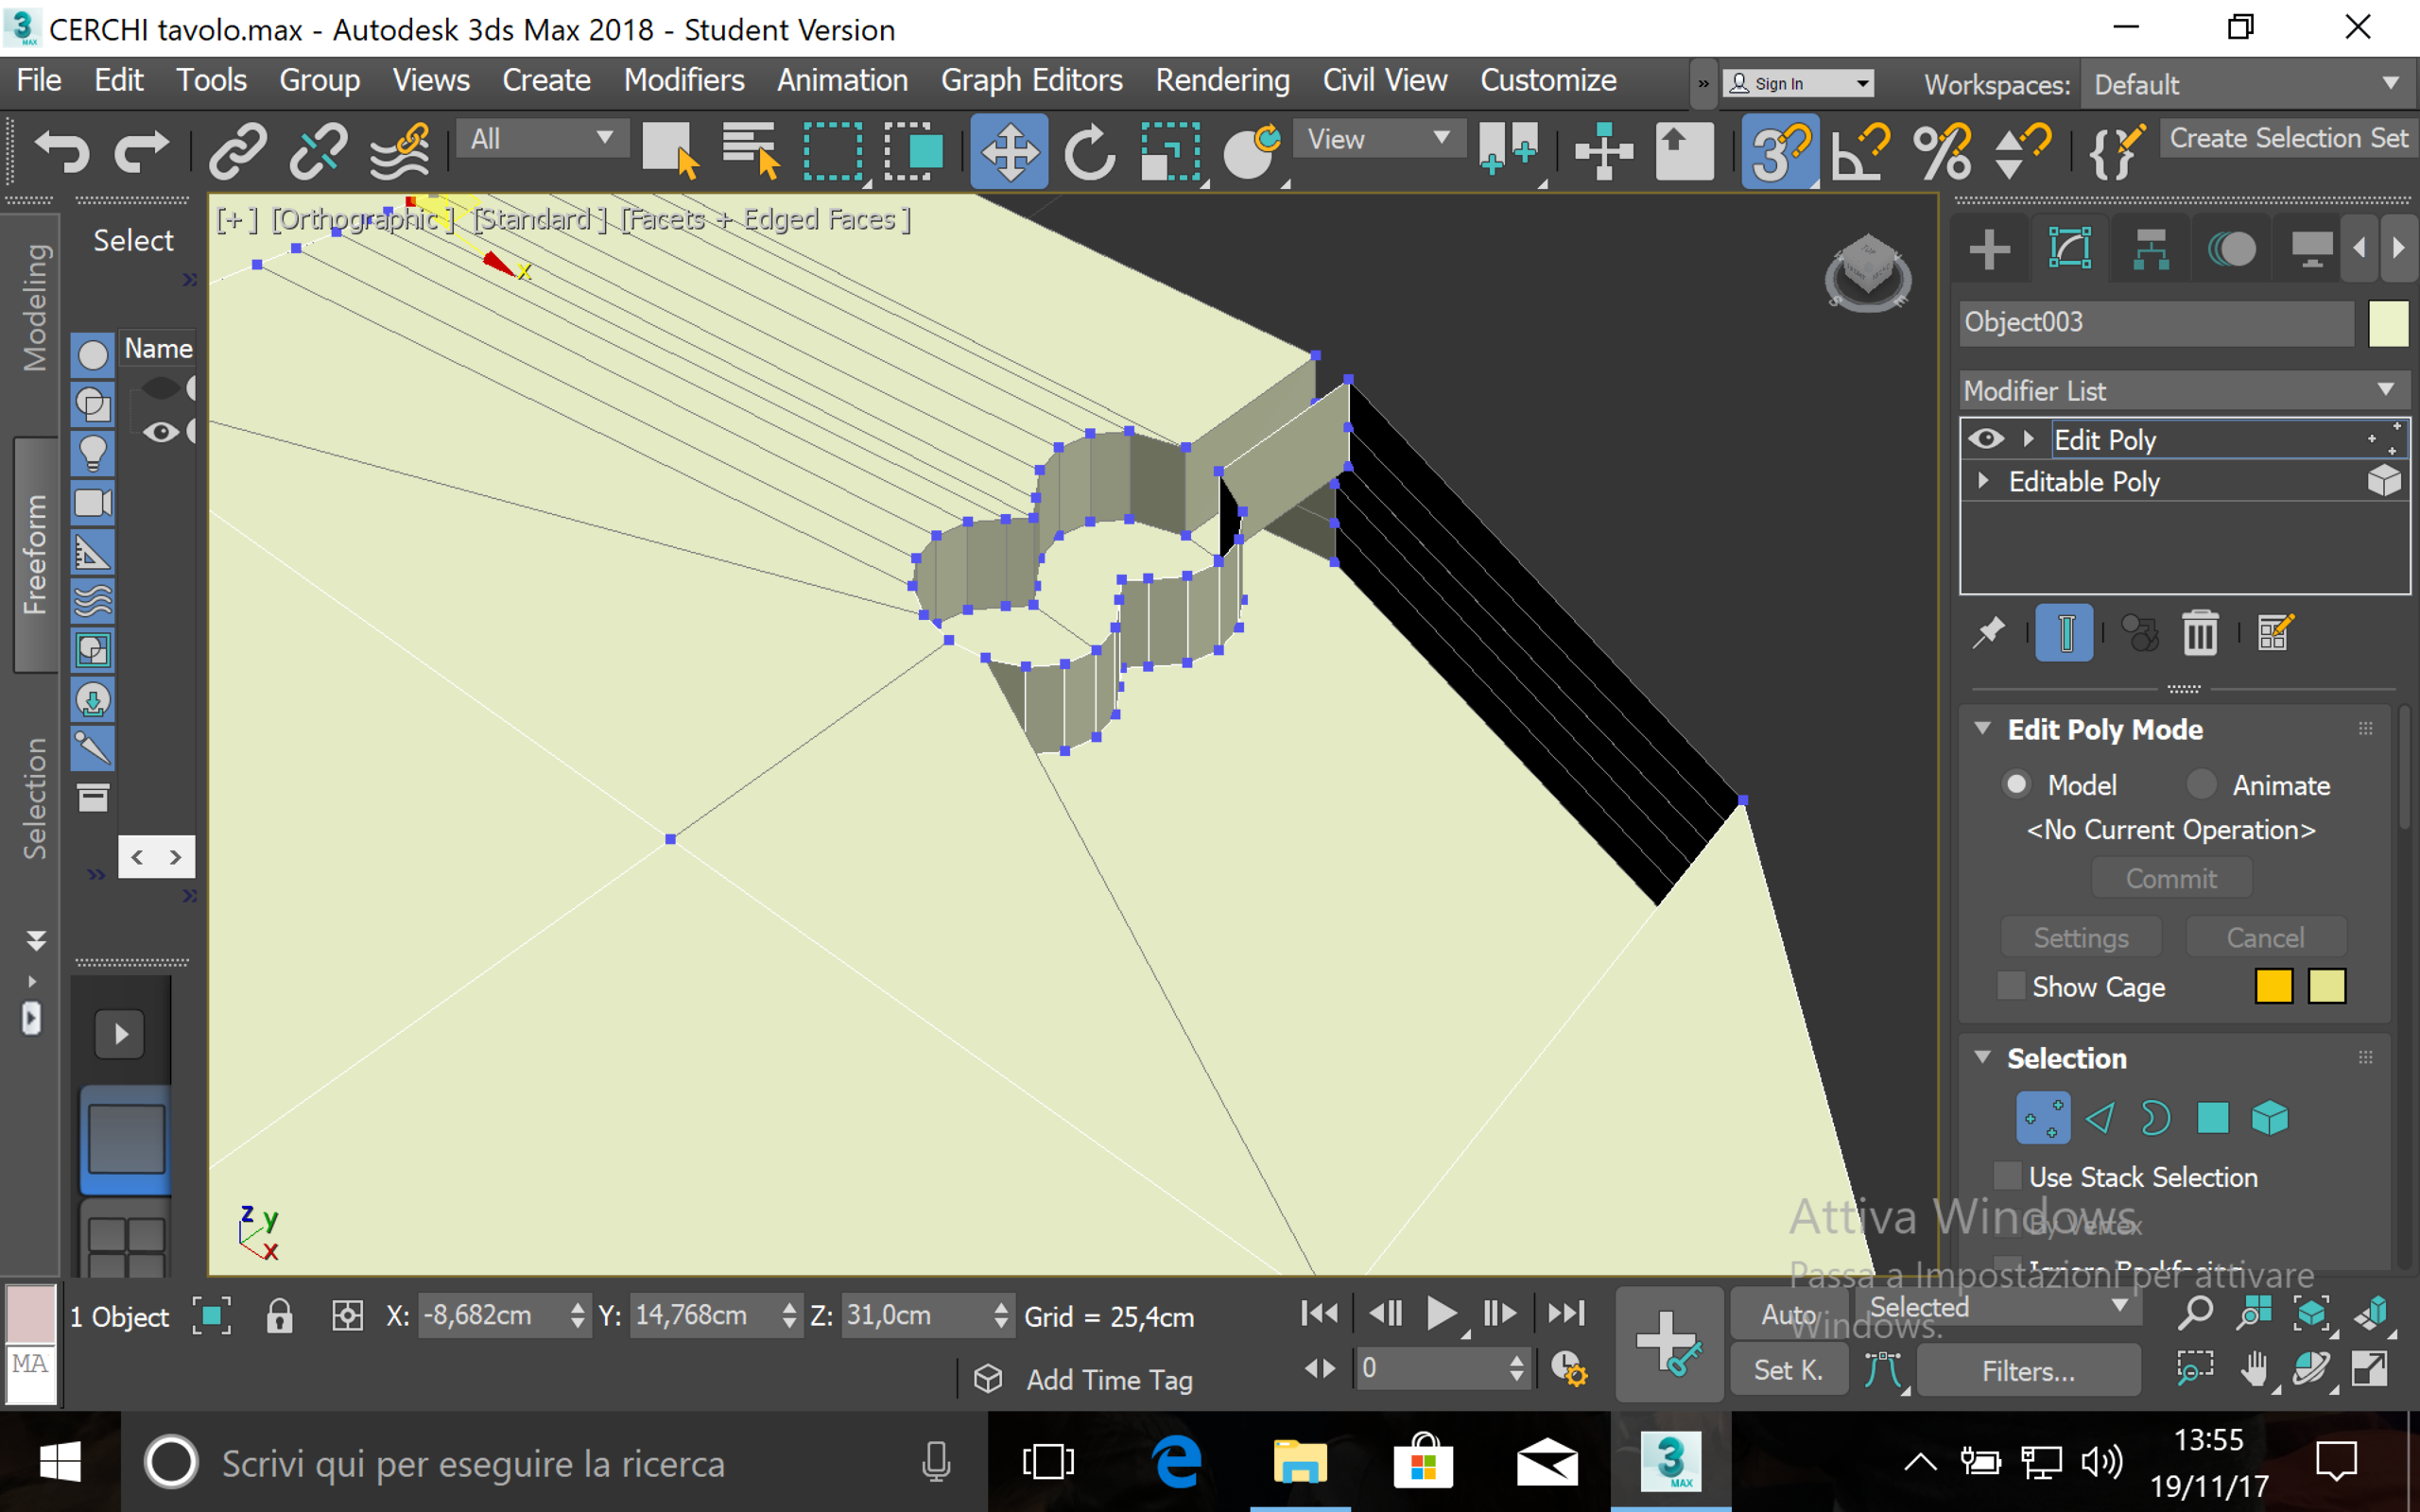 CERCHI tavolo.max - Autodesk 3ds Max 2018 - Student Version
File Edit Tools Group Views Create Modifiers Animation Graph Editors Rendering Civil View Customize » Sign In Workspaces: Default
All View Create Selection Set
[+] [Orthographic] [Standard] [Facets + Edged Faces]
Select
Modeling
Freeform
Selection
Name
x
Object003
Modifier List
Edit Poly
Editable Poly
Edit Poly Mode
Model Animate
<No Current Operation>
Commit
Settings Cancel
Show Cage
Selection
Use Stack Selection
By Vertex
Ignore Backfacing
Attiva Windows
Passa a Impostazioni per attivare
Windows.
z y
x
1 Object X: -8,682cm Y: 14,768cm Z: 31,0cm Grid = 25,4cm Auto Selected
MA Add Time Tag 0 Set K. Filters...
Scrivi qui per eseguire la ricerca
3
MAX
13:55
19/11/17